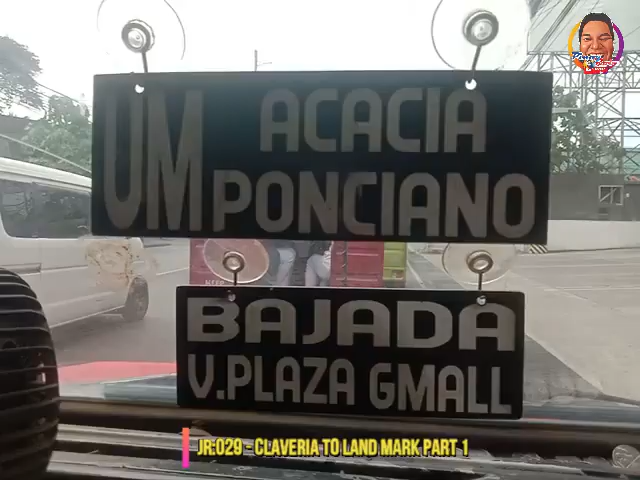 UM ACACIA
PONCIANO
BAJADA
V.PLAZA GMALL
JR:029 - CLAVERIA TO LAND MARK PART 1